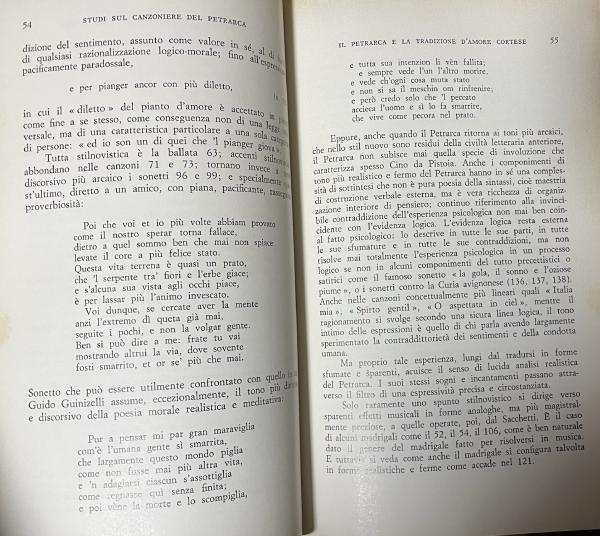 54
STUDI SUL CANZONIERE DEL PETRARCA
dizione del sentimento, assunto come valore in sé, al di
di qualsiasi razionalizzazione logico-morale; fino all'espressione
pacificamente paradossale,
e per pianger ancor con più diletto,
in cui il « diletto » del pianto d'amore è accettato
come fine a se stesso, come conseguenza non di una legge
versale, ma di una caratteristica particolare a una sola
di persone: « ed io son un di quei che 'l pianger giova »
Tutta stilnovistica è la ballata 63; accenti
abbondano nelle canzoni 71 e 73; tornano invece a
discorsivo più arcaici i sonetti 96 e 99; e specialmente
st'ultimo, diretto a un amico, con piana, pacificante,
proverbiosità:
Poi che voi et io più volte abbiam provato
come il nostro sperar torna fallace,
dietro a quel sommo ben che mai non spiace
levate il core a più felice stato.
Questa vita terrena è quasi un prato,
che 'l serpente tra' fiori e l'erbe giace;
e s'alcuna sua vista agli occhi piace,
è per lassar più l'animo invescato.
Voi dunque, se cercate aver la mente
anzi l'extremo dì queta già mai,
seguite i pochi, e non la volgar gente.
Ben si può dire a me: frate tu vai
mostrando altrui la via, dove sovente
fosti smarrito, et or se' più che mai.
Sonetto che può essere utilmente confrontato con quello in
Guido Guinizelli assume, eccezionalmente, il tono più
e discorsivo della poesia morale realistica e meditativa:
Pur a pensar mi par gran maraviglia
com'è l'umana gente sì smarrita,
che largamente questo mondo piglia
come non fusse mai più altra vita,
e 'n adagiarsi ciascun s'assottiglia
come regnasse quì senza finita;
e poi vène la morte e lo scompiglia,
IL PETRARCA E LA TRADIZIONE D'AMORE CORTESE
55
e tutta sua intenzion li vèn fallita;
e sempre vede l'un l'altro morire,
e vede ch'ogni cosa muta stato
e non si sa il meschin om rinfrenire;
e però credo solo che 'l peccato
accieca l'uomo e sì lo fa smarrire,
che vive come pecora nel prato.
Eppure, anche quando il Petrarca ritorna ai toni più arcaici,
che nello stil nuovo sono residui della civiltà letteraria anteriore,
il Petrarca non subisce mai quella specie di involuzione che
caratterizza spesso Cino da Pistoia. Anche i componimenti di
tono più realistico e fermo del Petrarca hanno in sé una comples-
sità di sottintesi che non è pura poesia della sintassi, cioè maestria
di costruzione verbale esterna, ma è vera ricchezza di organiz-
zazione interiore di pensiero; continuo riferimento alla invinci-
bile contraddizione dell'esperienza psicologica non mai ben coin-
cidente con l'evidenza logica. L'evidenza logica resta esterna
al fatto psicologico: lo descrive in tutte le sue parti, in tutte
le sue sfumature e in tutte le sue contraddizioni, ma non
risolve mai totalmente l'esperienza psicologica in un processo
logico se non in alcuni componimenti del tutto precettistici o
satirici come il famoso sonetto « la gola, il sonno e l'oziose
piume », o i sonetti contro la Curia avignonese (136, 137, 138).
Anche nelle canzoni concettualmente più lineari quali « Italia
mia », « Spirto gentil », « O aspettata in ciel », mentre il
ragionamento si svolge secondo una sicura linea logica, il tono
intimo delle espressioni è quello di chi parla avendo largamente
sperimentato la contraddittorietà dei sentimenti e della condotta
umana.
Ma proprio tale esperienza, lungi dal tradursi in forme
sfumate e sparenti, acuisce il senso di lucida analisi realistica
del Petrarca. I suoi stessi sogni e incantamenti passano attra-
verso il filtro di una espressività precisa e circostanziata.
Solo raramente uno spunto stilnovistico si dirige verso
sparenti effetti musicali in forme analoghe, ma più magistral-
mente preziose, a quelle operate, poi, dal Sacchetti. È il caso
di alcuni madrigali come il 52, il 54, il 106, come è ben naturale
dato il genere del madrigale fatto per risolversi in musica.
E tuttavia si veda come anche il madrigale si configura talvolta
in forme realistiche e ferme come accade nel 121.